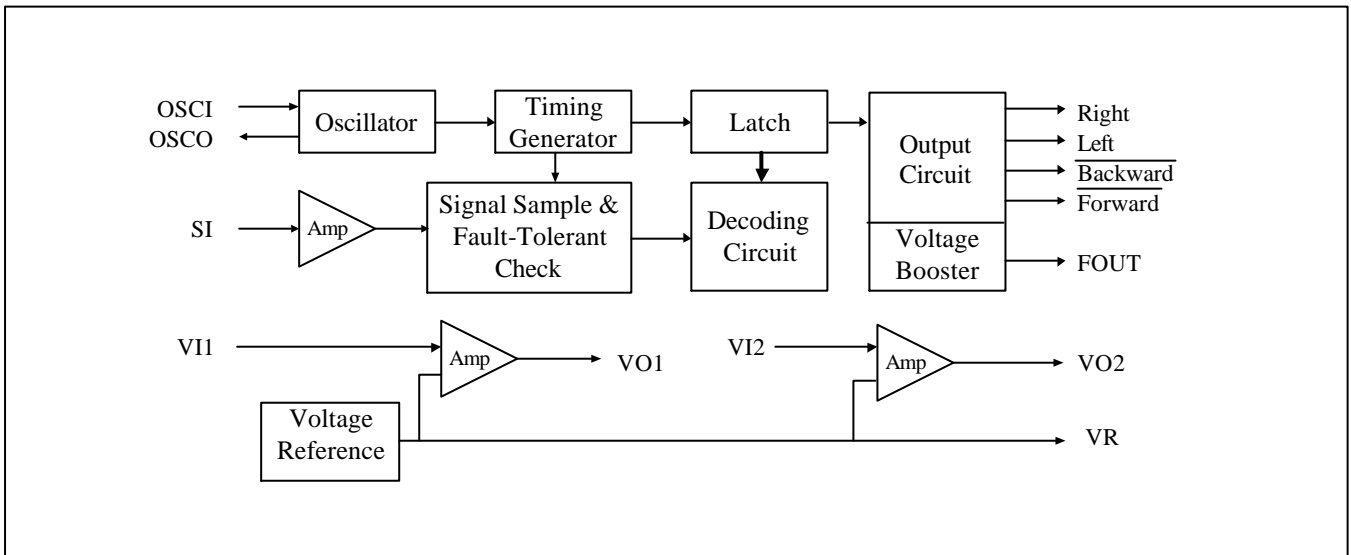 OSCI
OSCO
Oscillator
Timing
Generator
Latch
Output
Circuit
Right
Left
Backward
Forward
SI
Amp
Signal Sample &
Fault-Tolerant
Check
Decoding
Circuit
Voltage
Booster
FOUT
VI1
Amp
VO1
VI2
Amp
VO2
Voltage
Reference
VR